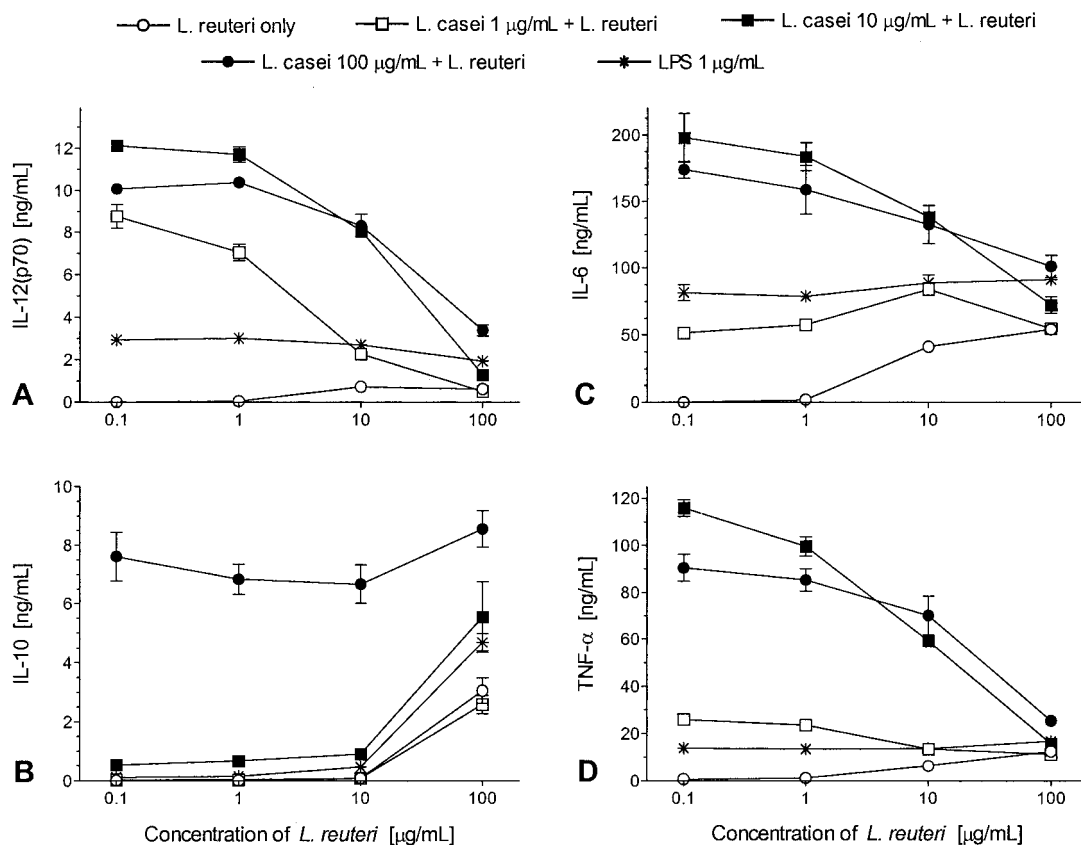 L. reuteri only
L. casei 1 µg/mL + L. reuteri
L. casei 10 µg/mL + L. reuteri
L. casei 100 µg/mL + L. reuteri
LPS 1 µg/mL
IL-12(p70) [ng/mL]
12
10
8
6
4
2
0
A
0.1
1
10
100
IL-6 [ng/mL]
200
150
100
50
0
C
0.1
1
10
100
IL-10 [ng/mL]
10
8
6
4
2
0
B
0.1
1
10
100
Concentration of L. reuteri [µg/mL]
TNF-α [ng/mL]
120
100
80
60
40
20
0
D
0.1
1
10
100
Concentration of L. reuteri [µg/mL]